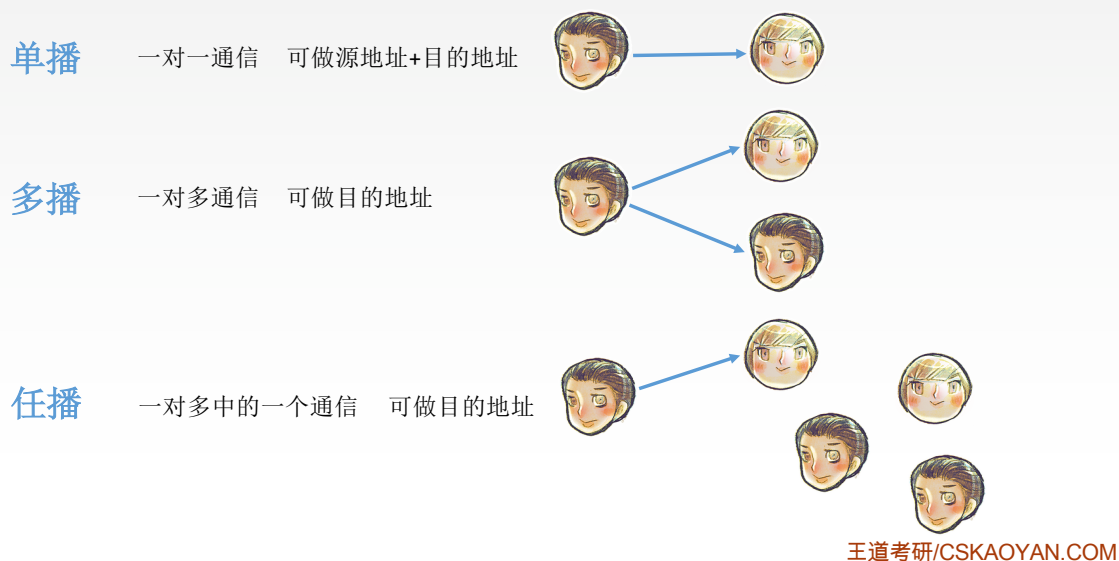 单播 一对一通信 可做源地址+目的地址
多播 一对多通信 可做目的地址
任播 一对多中的一个通信 可做目的地址
王道考研/CSKAOYAN.COM